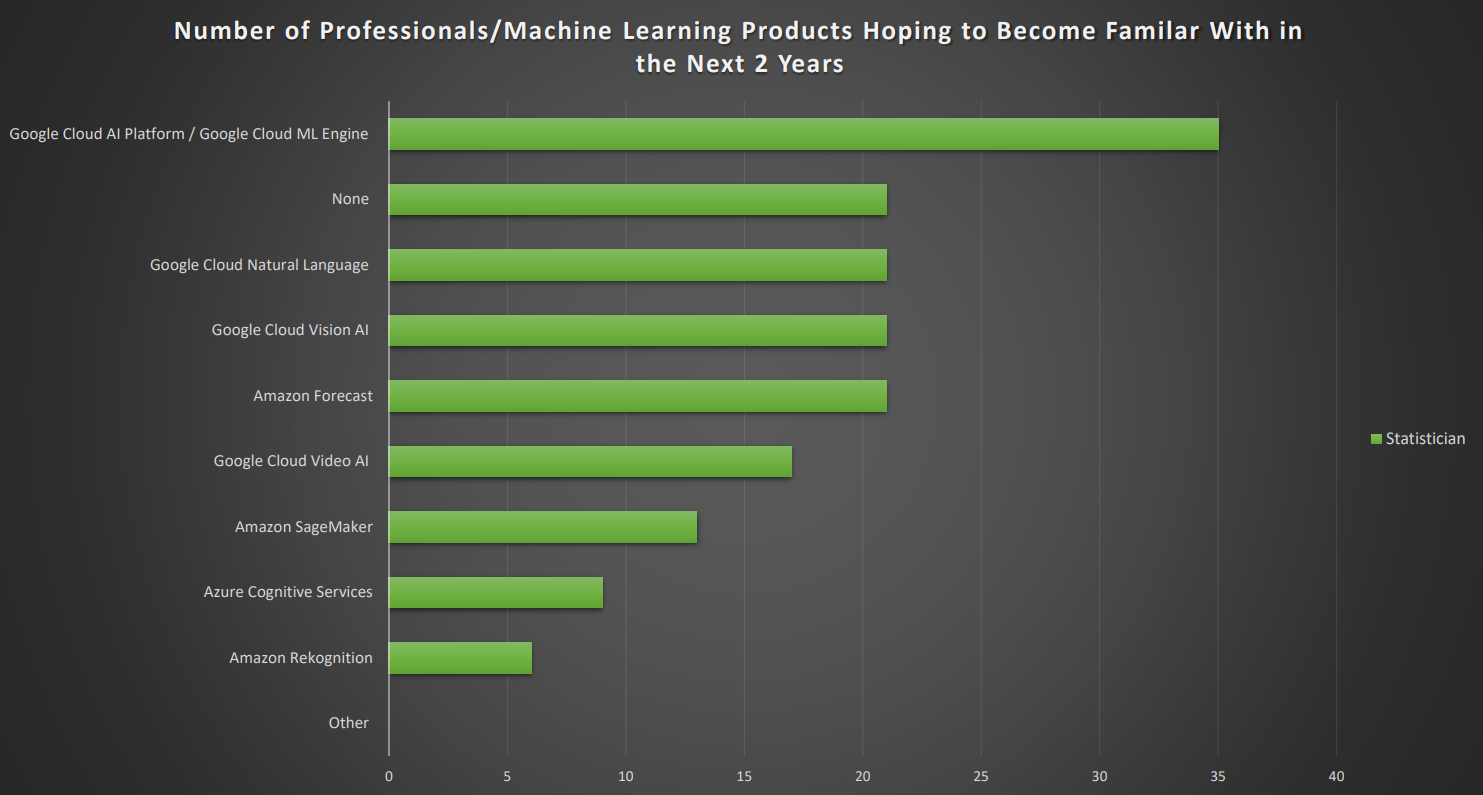 Number of Professionals/Machine Learning Products Hoping to Become Familar With in
the Next 2 Years
Google Cloud AI Platform / Google Cloud ML Engine
None
Google Cloud Natural Language
Google Cloud Vision AI
Amazon Forecast
Google Cloud Video AI
Amazon SageMaker
Azure Cognitive Services
Amazon Rekognition
Other
0 5 10 15 20 25 30 35 40
Statistician